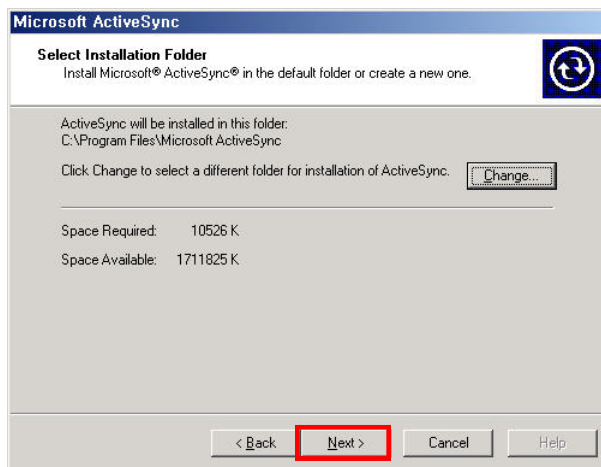 Microsoft ActiveSync
Select Installation Folder
Install Microsoft® ActiveSync® in the default folder or create a new one.
ActiveSync will be installed in this folder:
C:\Program Files\Microsoft ActiveSync
Click Change to select a different folder for installation of ActiveSync.
Change...
Space Required: 10526 K
Space Available: 1711825 K
< Back Next > Cancel Help